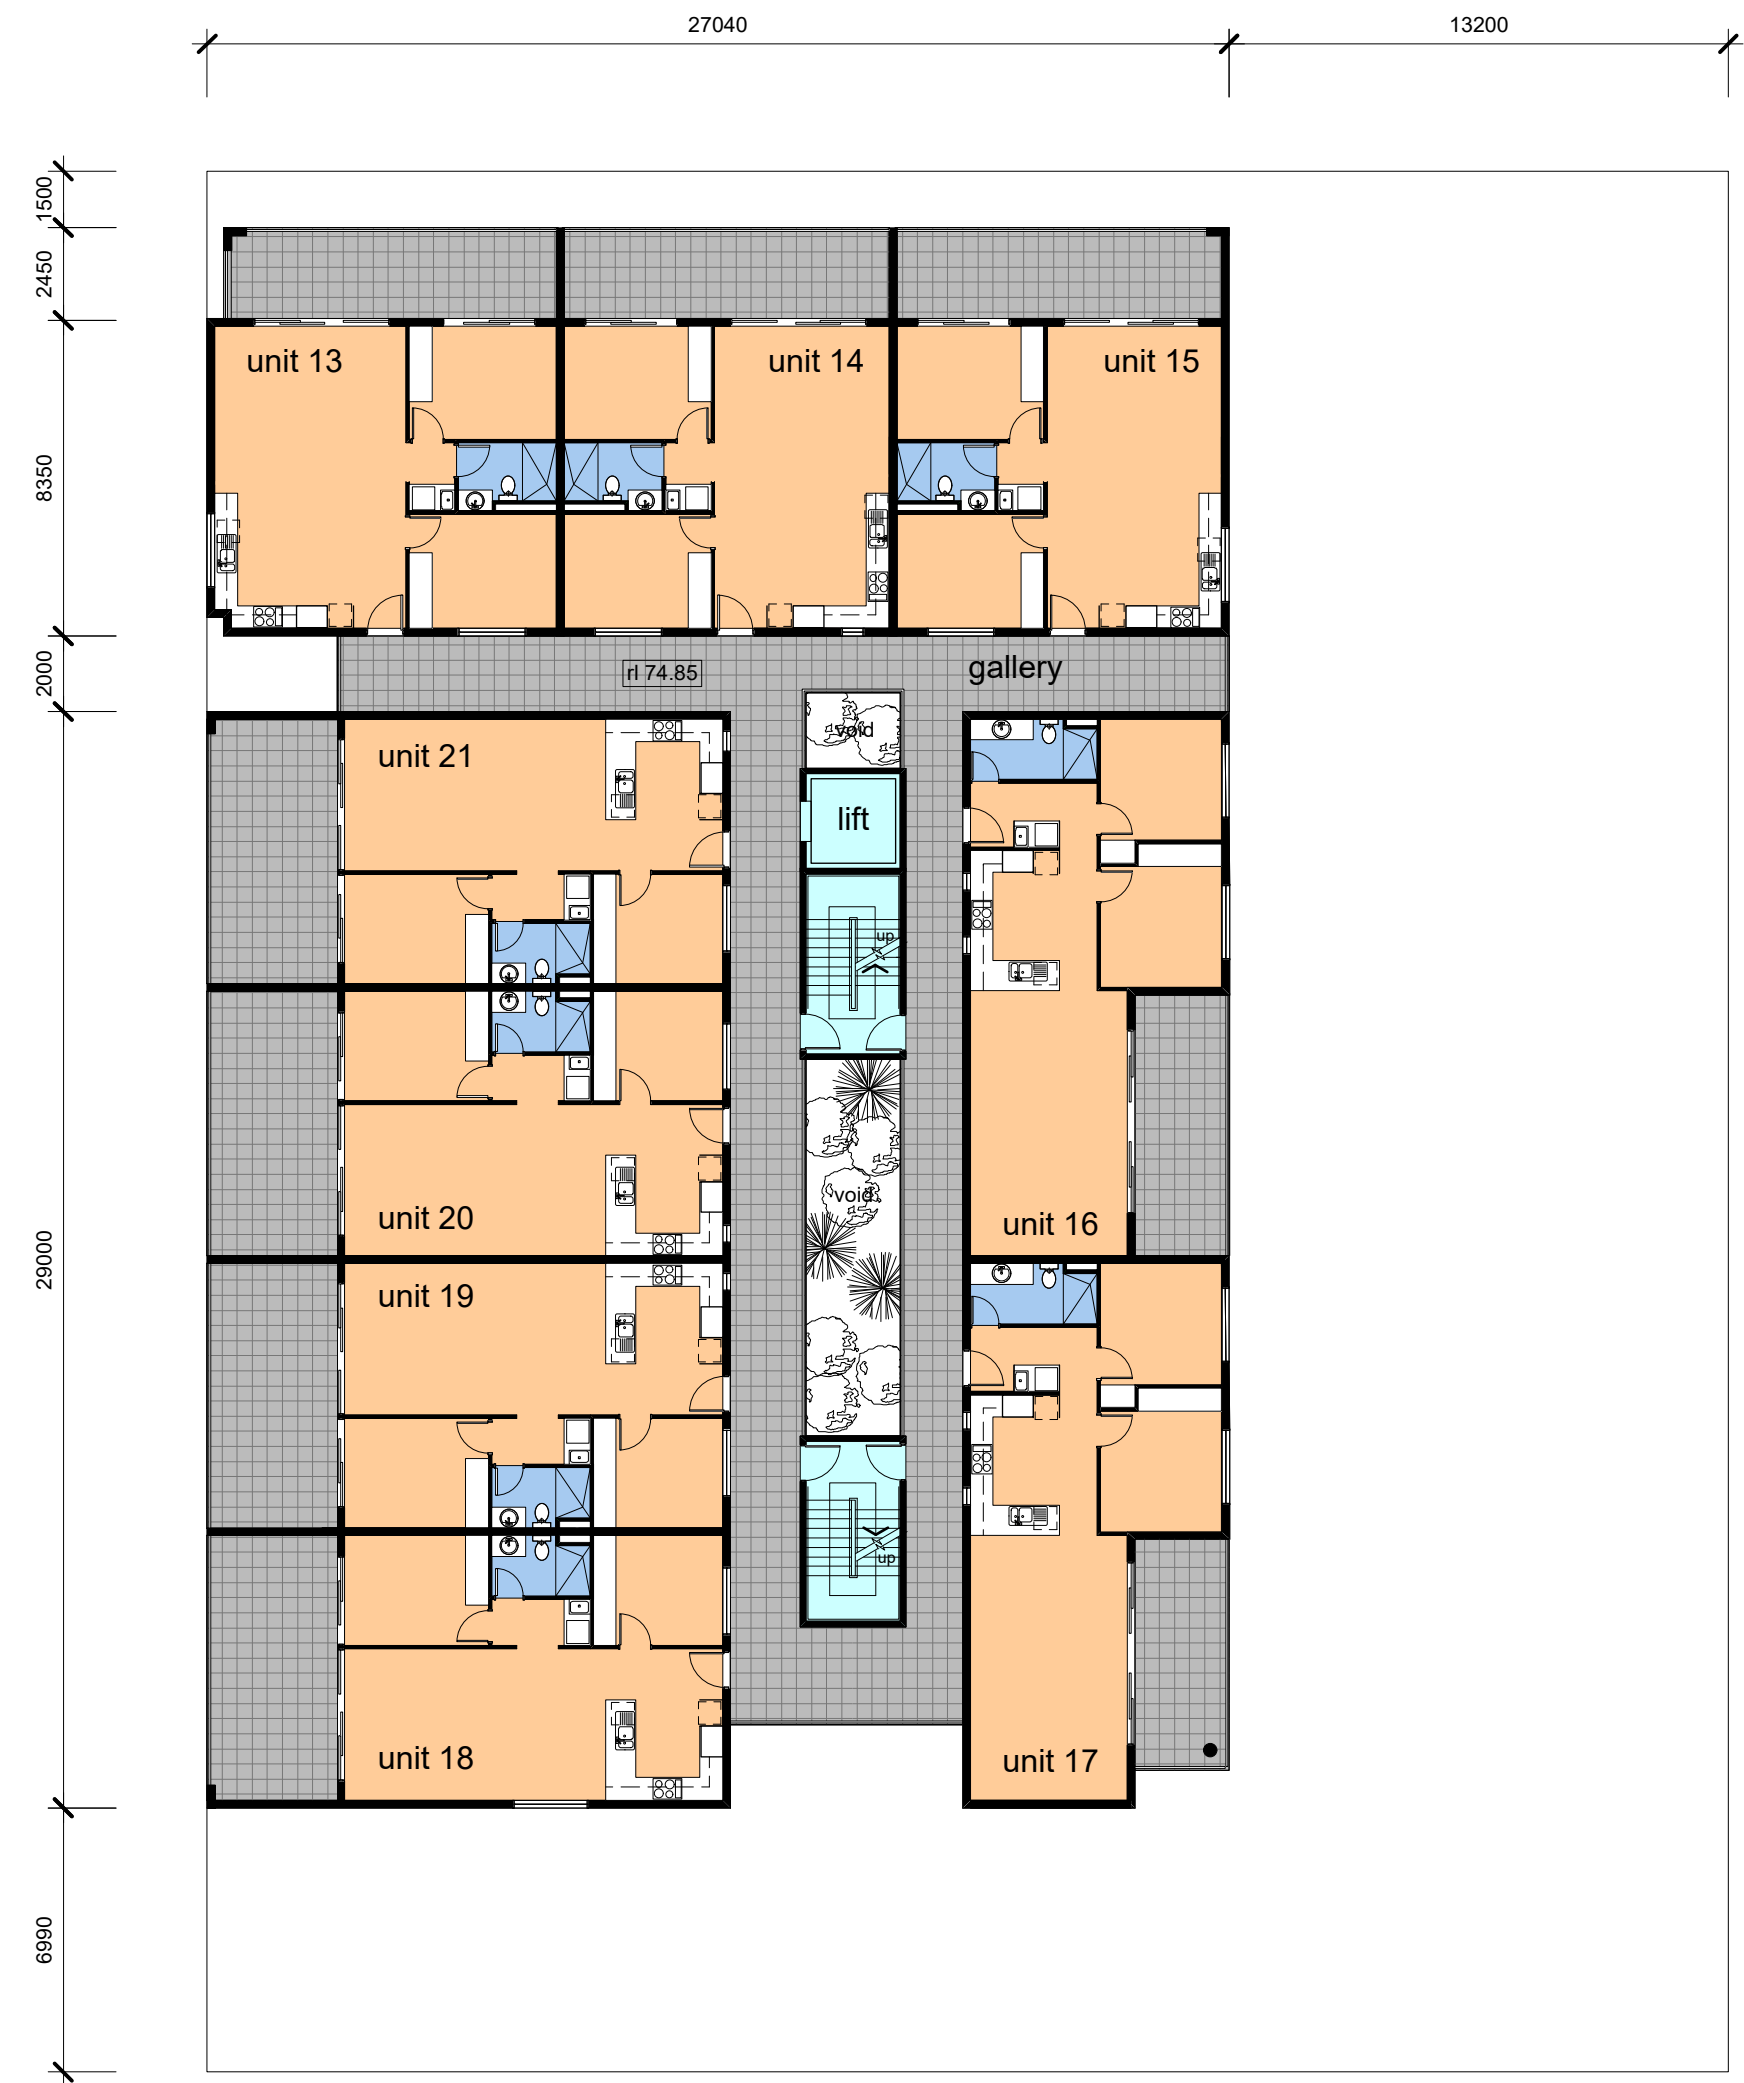 27040
13200
1500
2450
8350
2000
29000
6990
unit 13
unit 14
unit 15
rl 74.85
gallery
void
unit 21
lift
up
void
unit 20
unit 16
unit 19
up
unit 18
unit 17